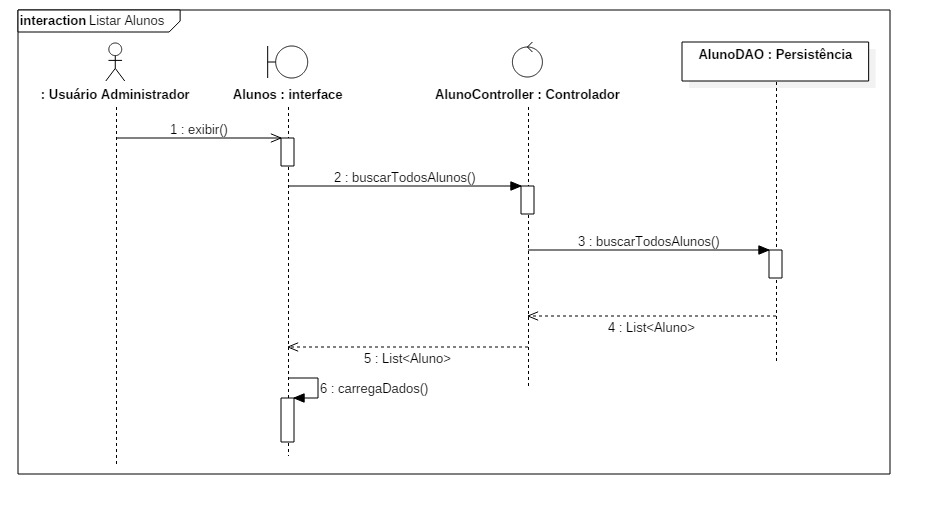 interaction Listar Alunos
: Usuário Administrador
Alunos : interface
AlunoController : Controlador
AlunoDAO : Persistência
1 : exibir()
2 : buscarTodosAlunos()
3 : buscarTodosAlunos()
4 : List<Aluno>
5 : List<Aluno>
6 : carregaDados()